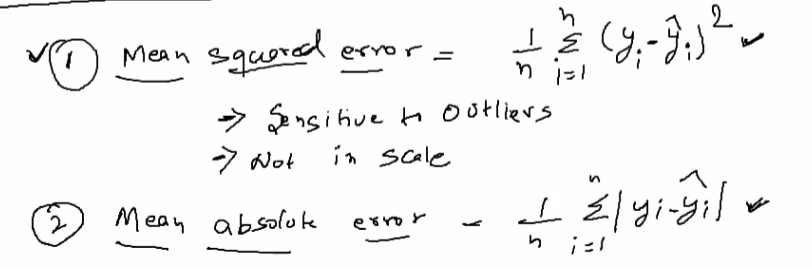 ✓① Mean squared error = 1/n Σ_{i=1}^{n} (y_i - ŷ_i)² ✓
→ Sensitive to outliers
→ Not in scale
② Mean absolute error - 1/n Σ_{i=1}^{n} |y_i - ŷ_i| ✓